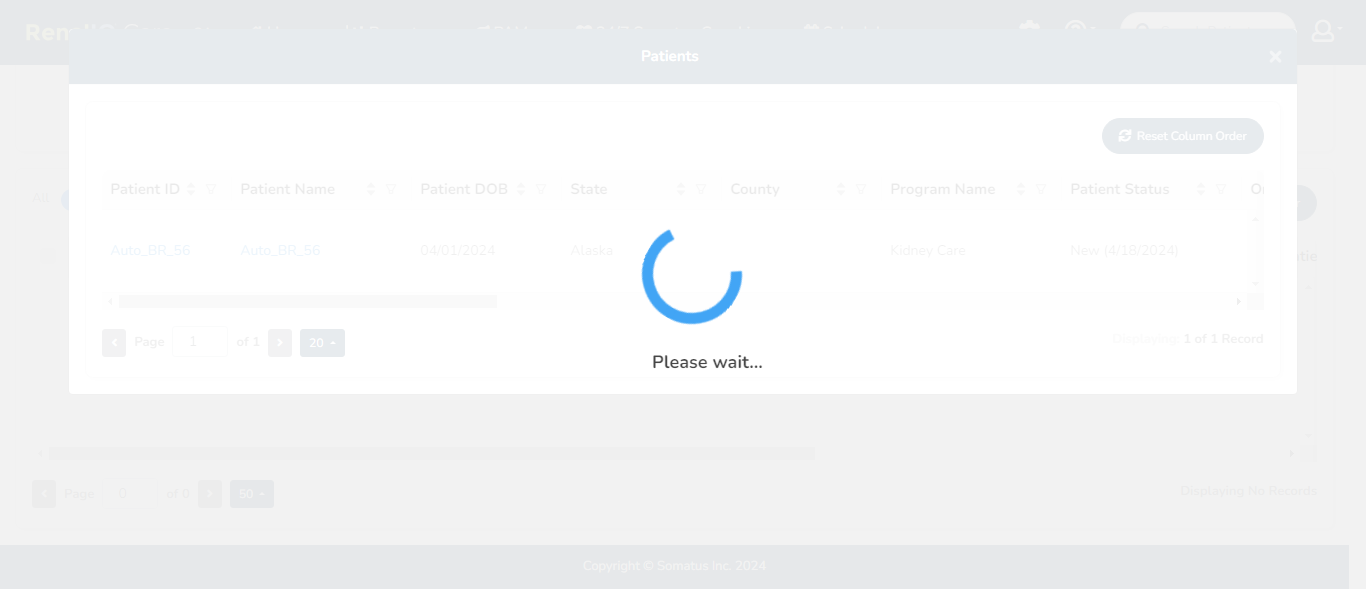 Patients
Reset Column Order
Patient ID Patient Name Patient DOB State County Program Name Patient Status
All
Auto_BR_56 Auto_BR_56 04/01/2024 Alaska Kidney Care New (4/18/2024)
Page 1 of 1 20
Displaying 1 of 1 Record
Please wait...
Page 0 of 0 50
Displaying No Records
Copyright © Somatus Inc. 2024